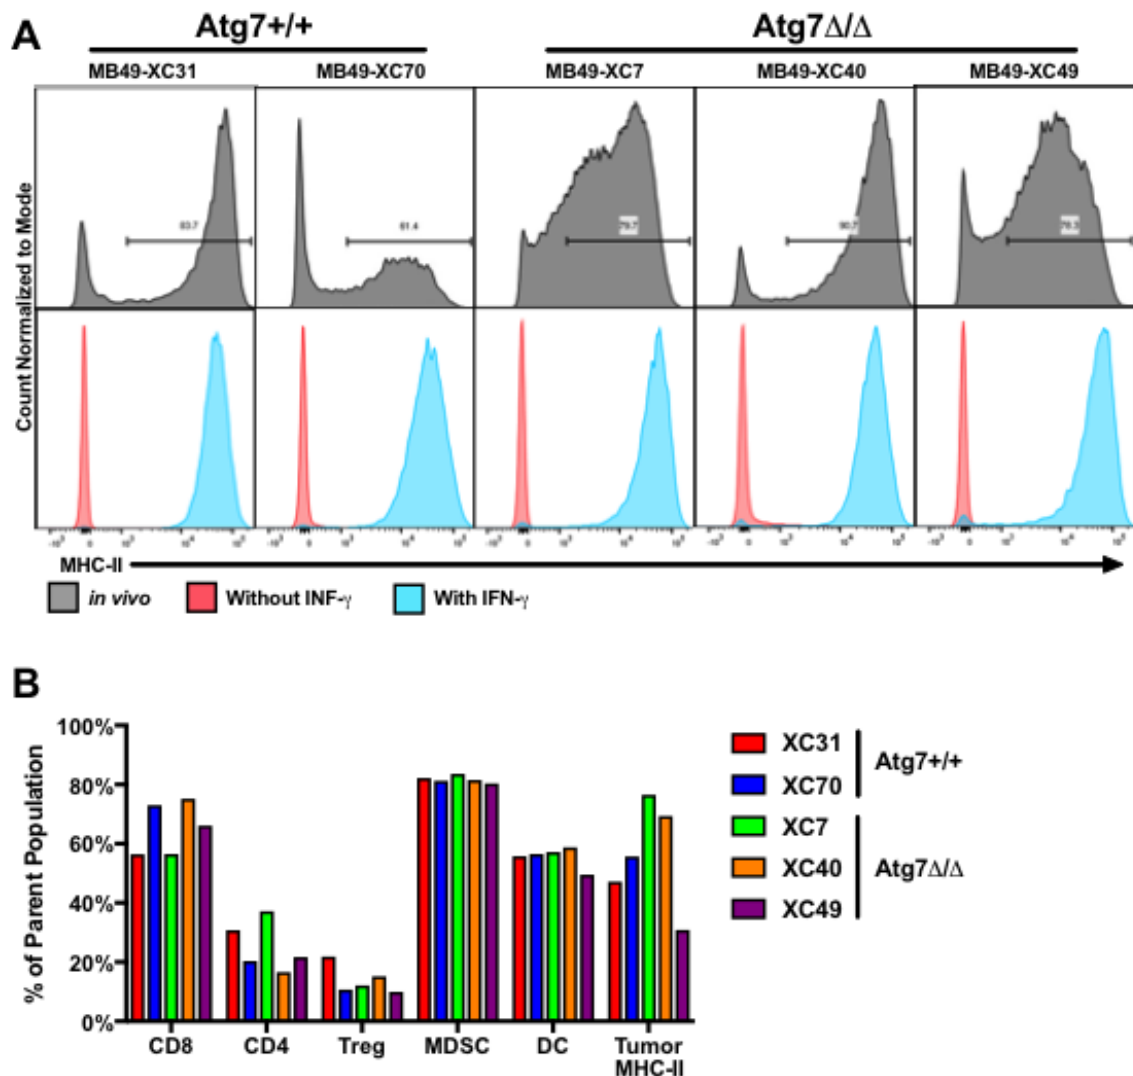 A
Atg7+/+ Atg7Δ/Δ
MB49-XC31 MB49-XC70 MB49-XC7 MB49-XC40 MB49-XC49
Count Normalized to Mode
83.7 61.4
MHC-II
in vivo Without INF-γ With IFN-γ
B
% of Parent Population
100%
80%
60%
40%
20%
0%
CD8 CD4 Treg MDSC DC Tumor
MHC-II
XC31
XC70
Atg7+/+
XC7
XC40
XC49
Atg7Δ/Δ